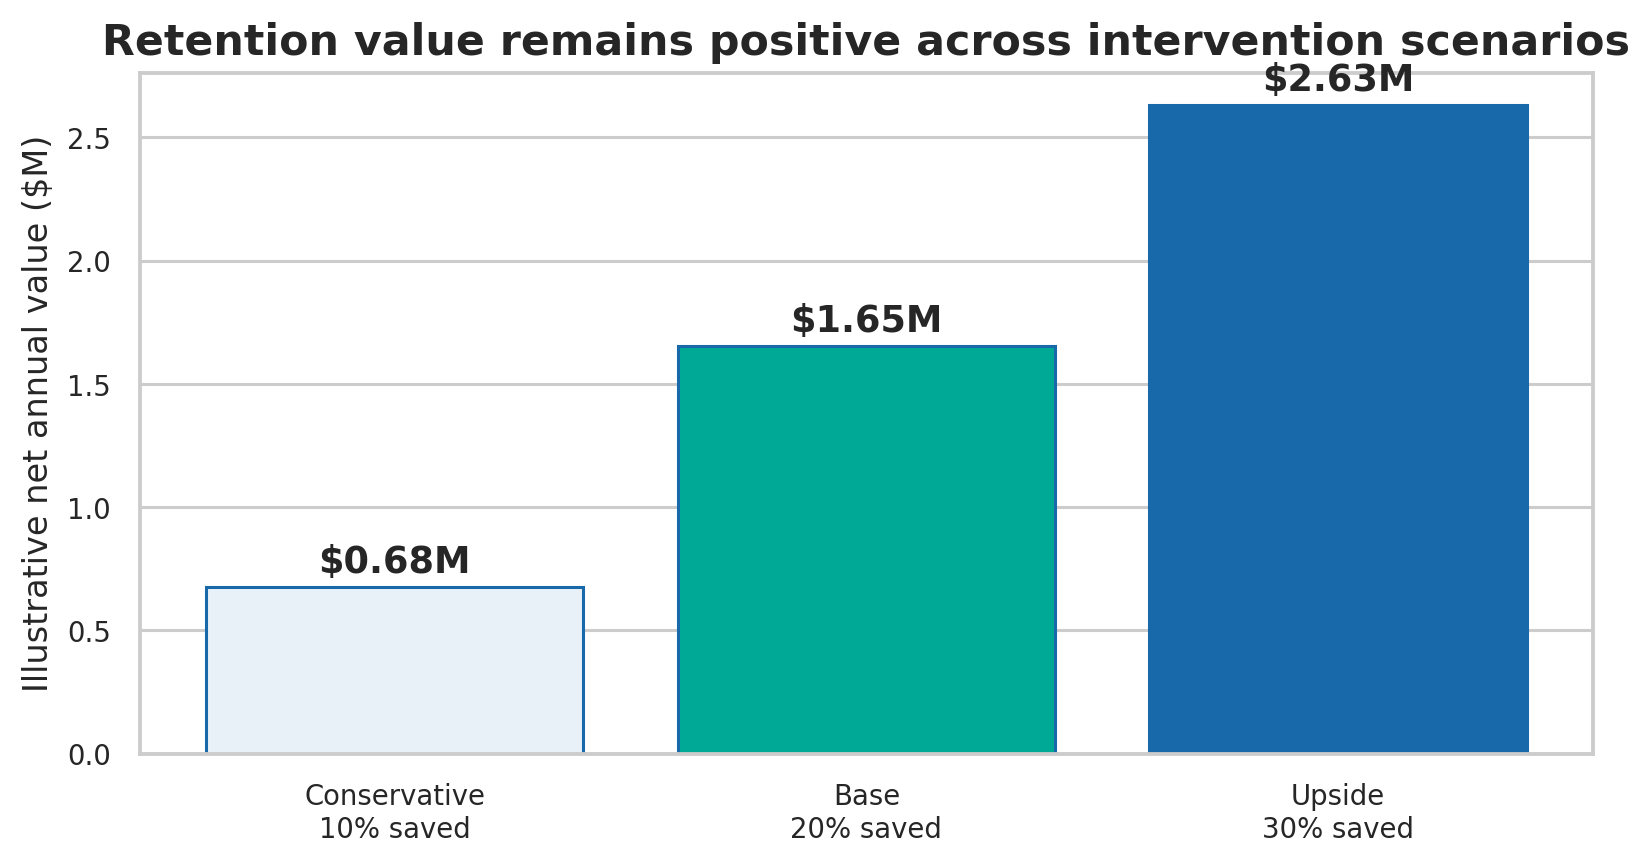 Retention value remains positive across intervention scenarios
$2.63M
2.5
2.0
$1.65M
1.5
1.0
$0.68M
0.5
0.0
Illustrative net annual value ($M)
Conservative
10% saved
Base
20% saved
Upside
30% saved